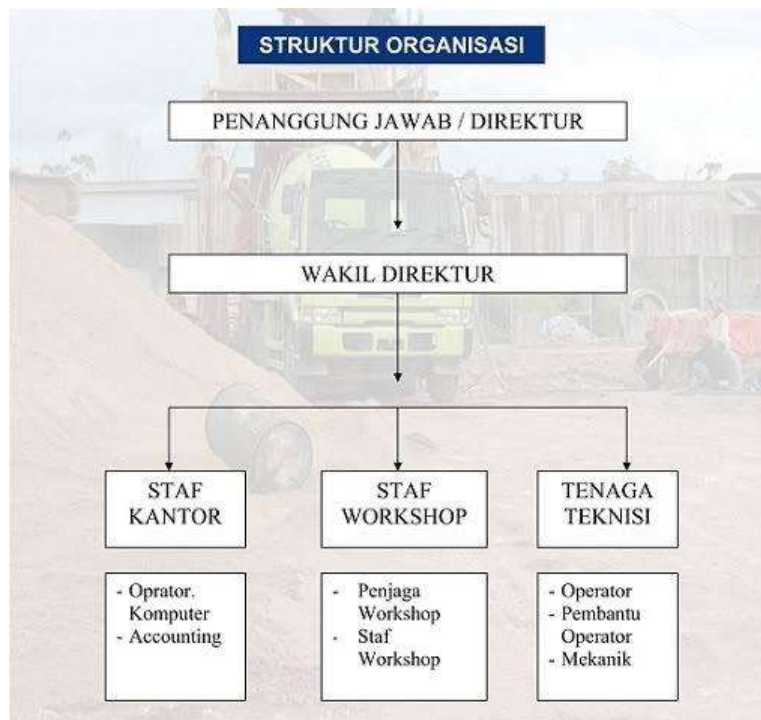 STRUKTUR ORGANISASI
PENANGGUNG JAWAB / DIREKTUR
WAKIL DIREKTUR
STAF
KANTOR
STAF
WORKSHOP
TENAGA
TEKNISI
- Oprator.
Komputer
- Accounting
- Penjaga
Workshop
- Staf
Workshop
- Operator
- Pembantu
Operator
- Mekanik